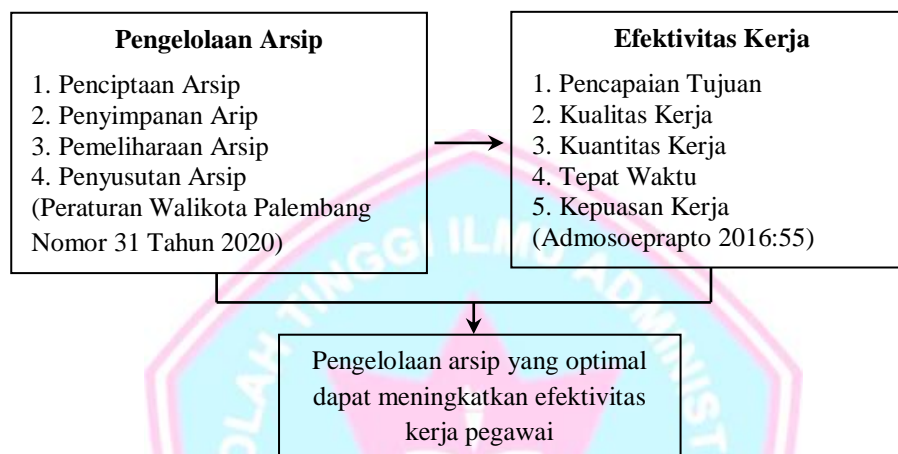 Pengelolaan Arsip
1. Penciptaan Arsip
2. Penyimpanan Arip
3. Pemeliharaan Arsip
4. Penyusutan Arsip
(Peraturan Walikota Palembang
Nomor 31 Tahun 2020)
Efektivitas Kerja
1. Pencapaian Tujuan
2. Kualitas Kerja
3. Kuantitas Kerja
4. Tepat Waktu
5. Kepuasan Kerja
(Admosoeprapto 2016:55)
Pengelolaan arsip yang optimal
dapat meningkatkan efektivitas
kerja pegawai